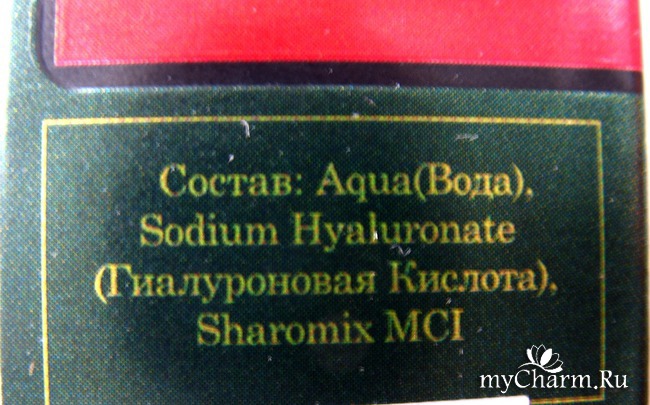 Состав: Aqua(Вода),
Sodium Hyaluronate
(Гиалуроновая Кислота),
Sharomix MCI
myCharm.Ru